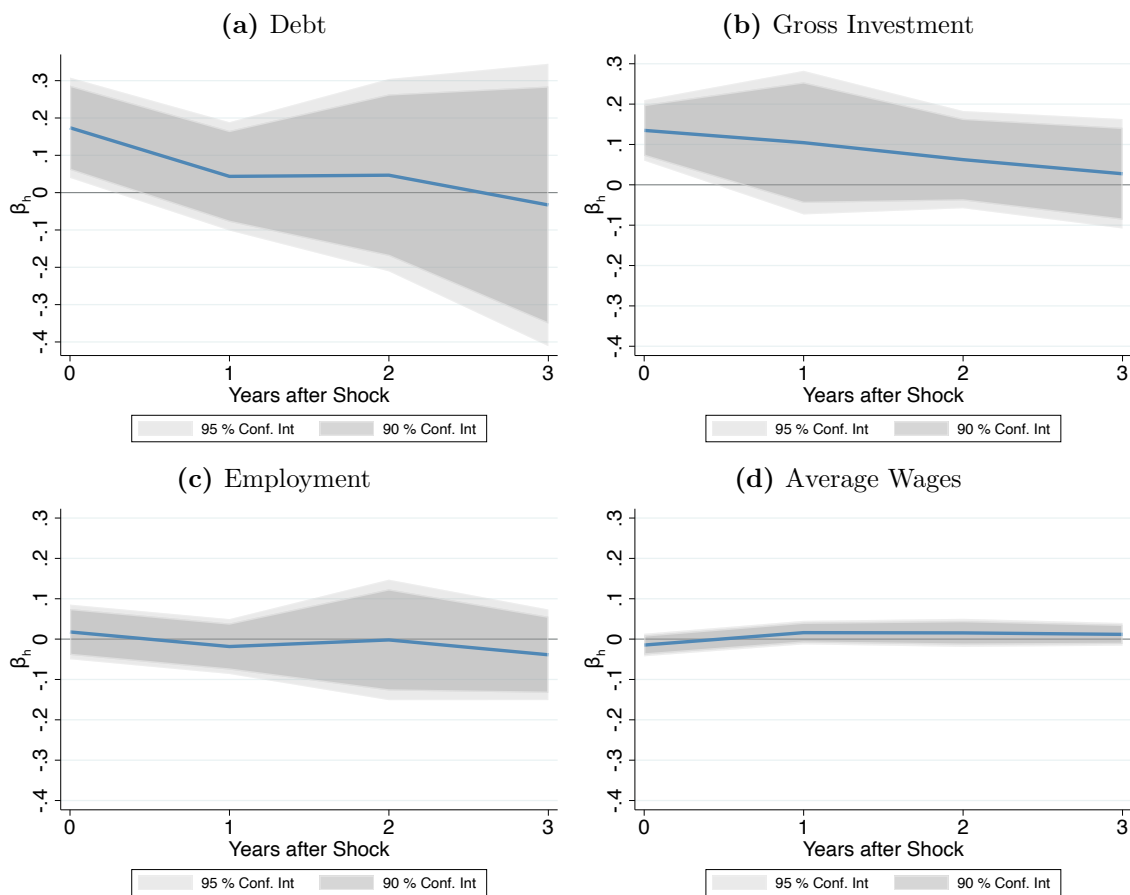 (a) Debt
.3
.2
.1
0
-.1
-.2
-.3
-.4
βh
0 1 2 3
Years after Shock
95 % Conf. Int 90 % Conf. Int
(b) Gross Investment
.3
.2
.1
0
-.1
-.2
-.3
-.4
βh
0 1 2 3
Years after Shock
95 % Conf. Int 90 % Conf. Int
(c) Employment
.3
.2
.1
0
-.1
-.2
-.3
-.4
βh
0 1 2 3
Years after Shock
95 % Conf. Int 90 % Conf. Int
(d) Average Wages
.3
.2
.1
0
-.1
-.2
-.3
-.4
βh
0 1 2 3
Years after Shock
95 % Conf. Int 90 % Conf. Int